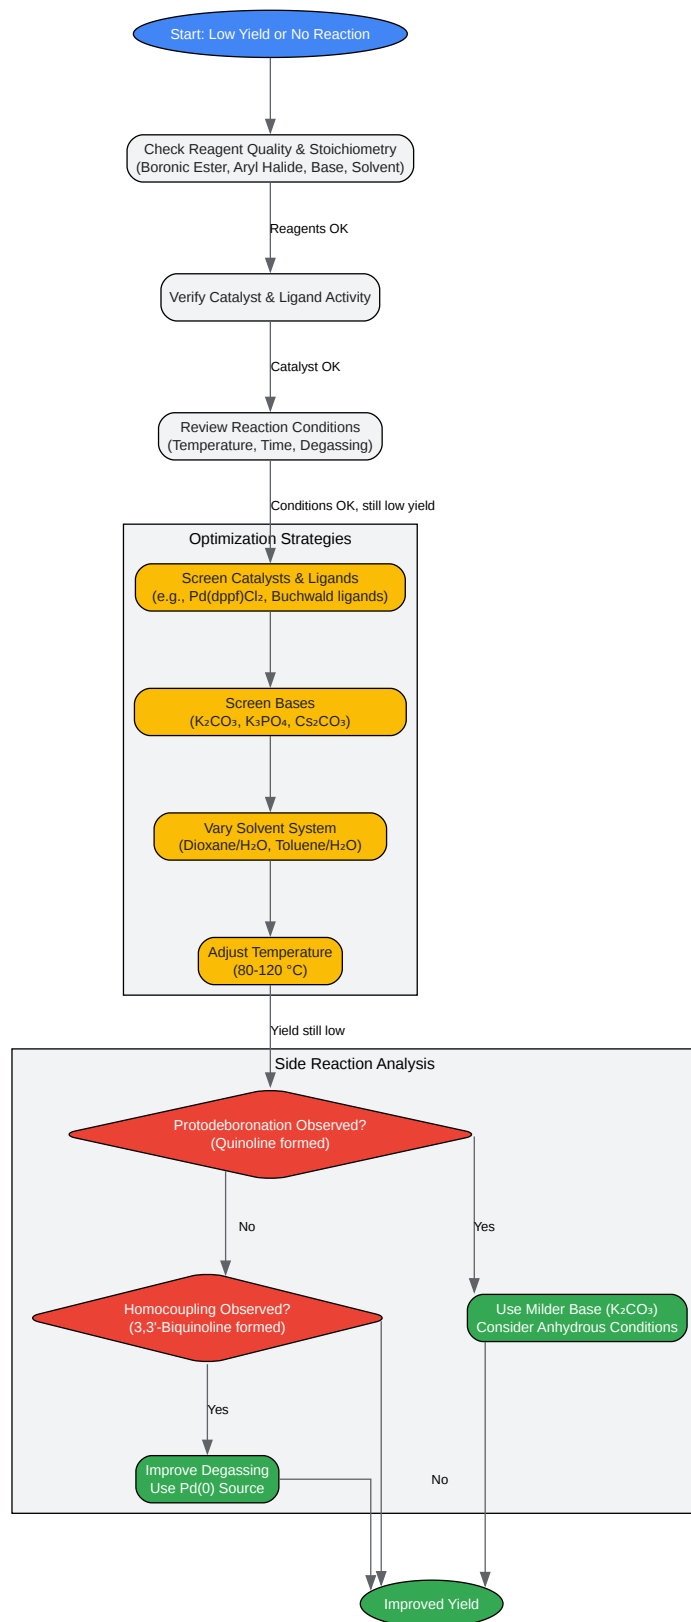 Start: Low Yield or No Reaction
Check Reagent Quality & Stoichiometry
(Boronic Ester, Aryl Halide, Base, Solvent)
Reagents OK
Verify Catalyst & Ligand Activity
Catalyst OK
Review Reaction Conditions
(Temperature, Time, Degassing)
Conditions OK, still low yield
Optimization Strategies
Screen Catalysts & Ligands
(e.g., Pd(dppf)Cl₂, Buchwald ligands)
Screen Bases
(K₂CO₃, K₃PO₄, Cs₂CO₃)
Vary Solvent System
(Dioxane/H₂O, Toluene/H₂O)
Adjust Temperature
(80-120 °C)
Yield still low
Side Reaction Analysis
Protodeboronation Observed?
(Quinoline formed)
No
Yes
Homocoupling Observed?
(3,3'-Biquinoline formed)
Use Milder Base (K₂CO₃)
Consider Anhydrous Conditions
Yes
Improve Degassing
Use Pd(0) Source
No
Improved Yield